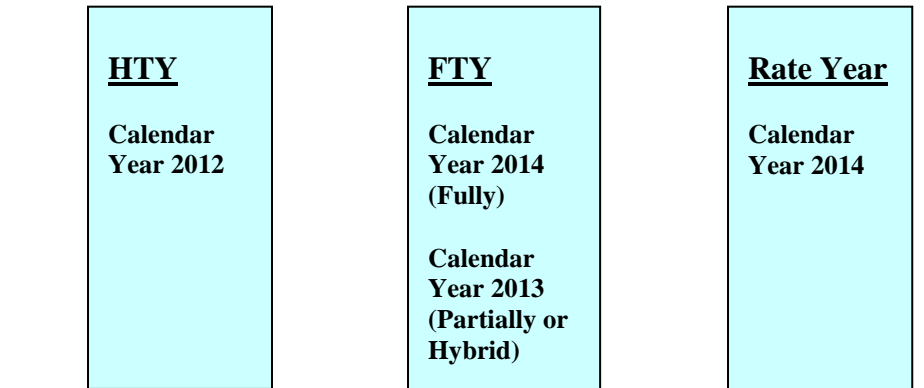 HTY
Calendar
Year 2012
FTY
Calendar
Year 2014
(Fully)
Calendar
Year 2013
(Partially or
Hybrid)
Rate Year
Calendar
Year 2014